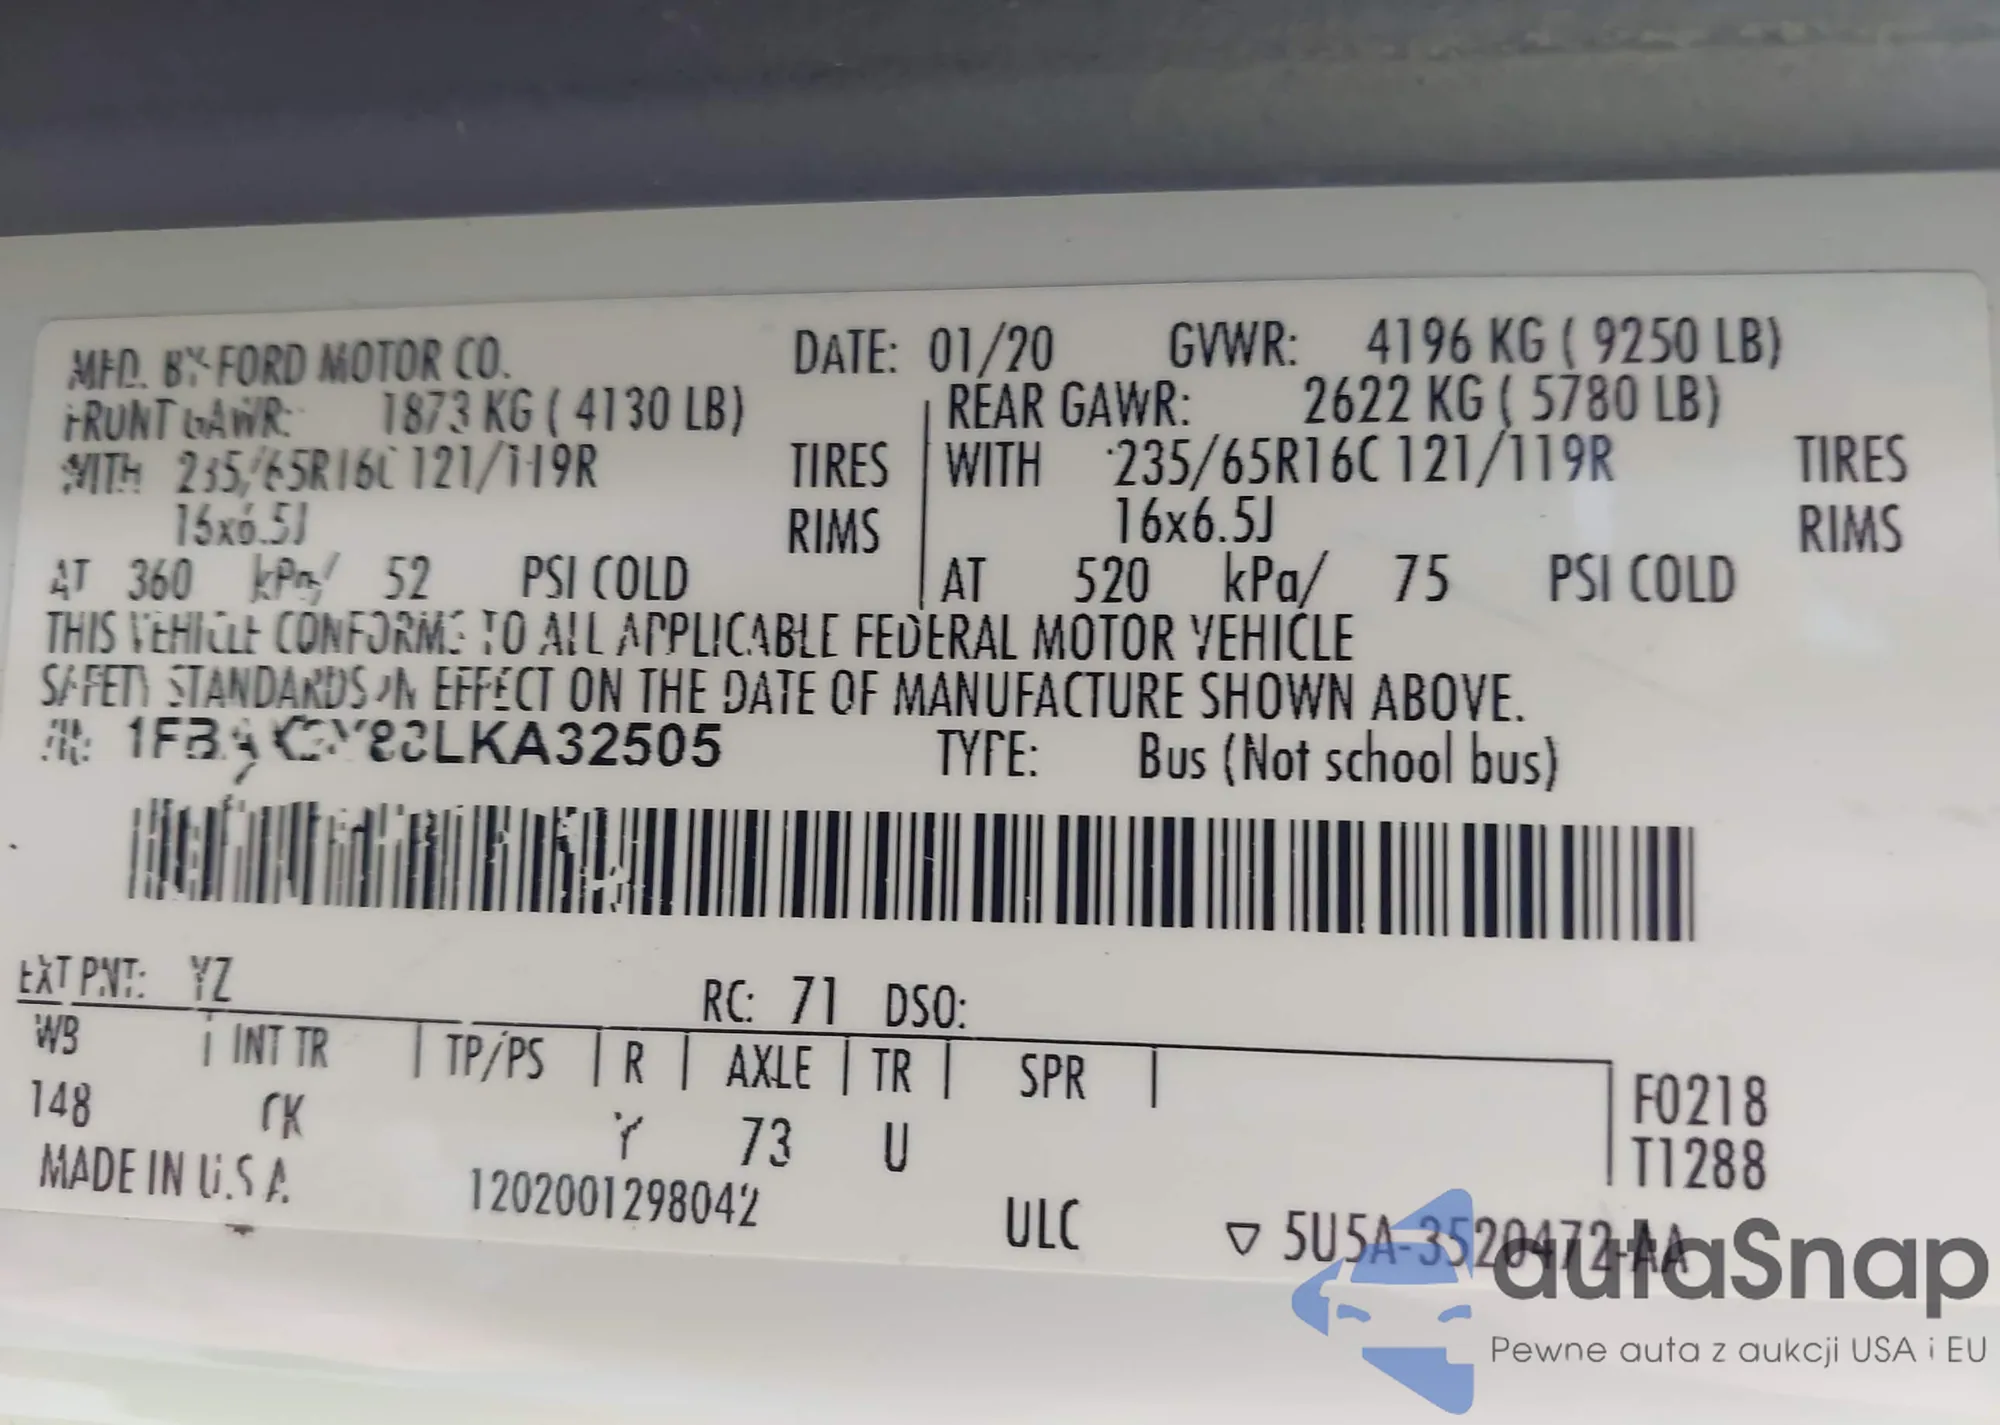 MFD. BY FORD MOTOR CO. DATE: 01/20 GVWR: 4196 KG ( 9250 LB)
FRONT GAWR: 1873 KG ( 4130 LB) REAR GAWR: 2622 KG ( 5780 LB)
WITH 235/65R16C 121/119R TIRES WITH 235/65R16C 121/119R TIRES
16x6.5J RIMS 16x6.5J RIMS
AT 360 kPa/ 52 PSI COLD AT 520 kPa/ 75 PSI COLD
THIS VEHICLE CONFORMS TO ALL APPLICABLE FEDERAL MOTOR VEHICLE
SAFETY STANDARDS IN EFFECT ON THE DATE OF MANUFACTURE SHOWN ABOVE.
TYPE: Bus (Not school bus)
EXT PNT: YZ RC: 71 DSO:
WB INT TR TP/PS R AXLE TR SPR F0218
148 Y 73 U T1288
MADE IN U.S.A. 1202001298042 ULC ▽ 5U5A-3520472-AA
autaSnap
Pewne auta z aukcji USA i EU